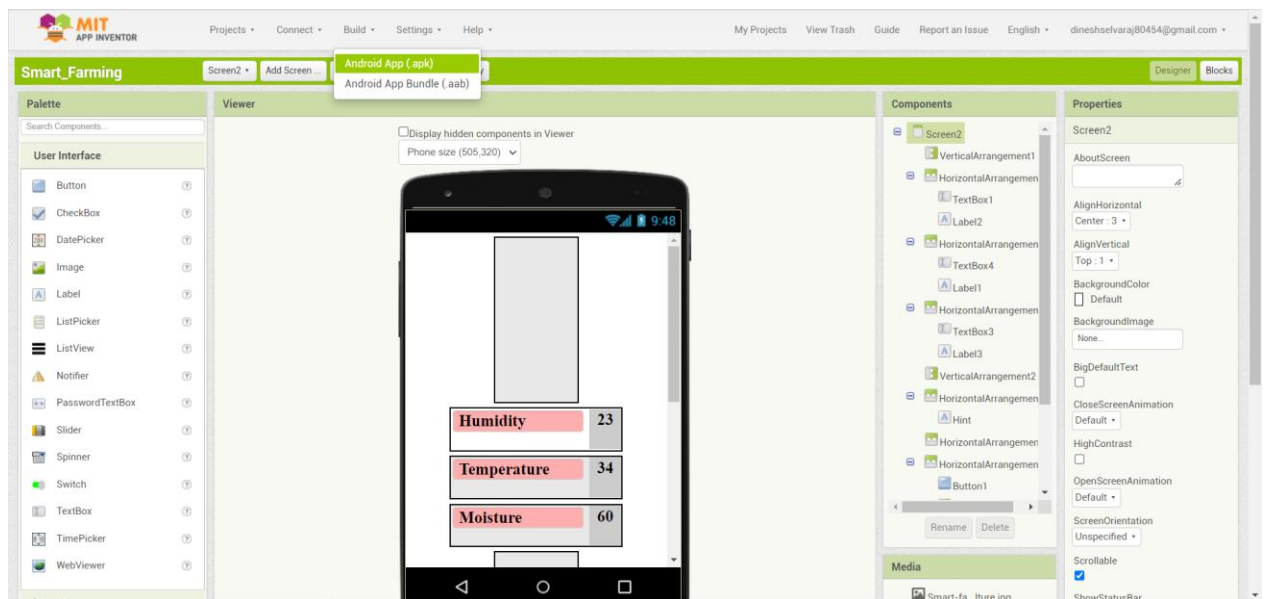 MIT
APP INVENTOR
Projects Connect Build Settings Help My Projects View Trash Guide Report an Issue English dineshselvaraj80454@gmail.com
Smart_Farming Screen2 Add Screen ... Designer Blocks
Android App (.apk)
Android App Bundle (.aab)
Palette
Search Components...
User Interface
Button
CheckBox
DatePicker
Image
Label
ListPicker
ListView
Notifier
PasswordTextBox
Slider
Spinner
Switch
TextBox
TimePicker
WebViewer
Viewer
Display hidden components in Viewer
Phone size (505,320)
9:48
Humidity 23
Temperature 34
Moisture 60
Components
Screen2
VerticalArrangement1
HorizontalArrangemen
TextBox1
Label2
HorizontalArrangemen
TextBox4
Label1
HorizontalArrangemen
TextBox3
Label3
VerticalArrangement2
HorizontalArrangemen
Hint
HorizontalArrangemen
HorizontalArrangemen
Button1
Rename Delete
Media
Smart-fa...lture.jpg
Properties
Screen2
AboutScreen
AlignHorizontal
Center : 3
AlignVertical
Top : 1
BackgroundColor
Default
BackgroundImage
None...
BigDefaultText
CloseScreenAnimation
Default
HighContrast
OpenScreenAnimation
Default
ScreenOrientation
Unspecified
Scrollable
ShowStatusBar